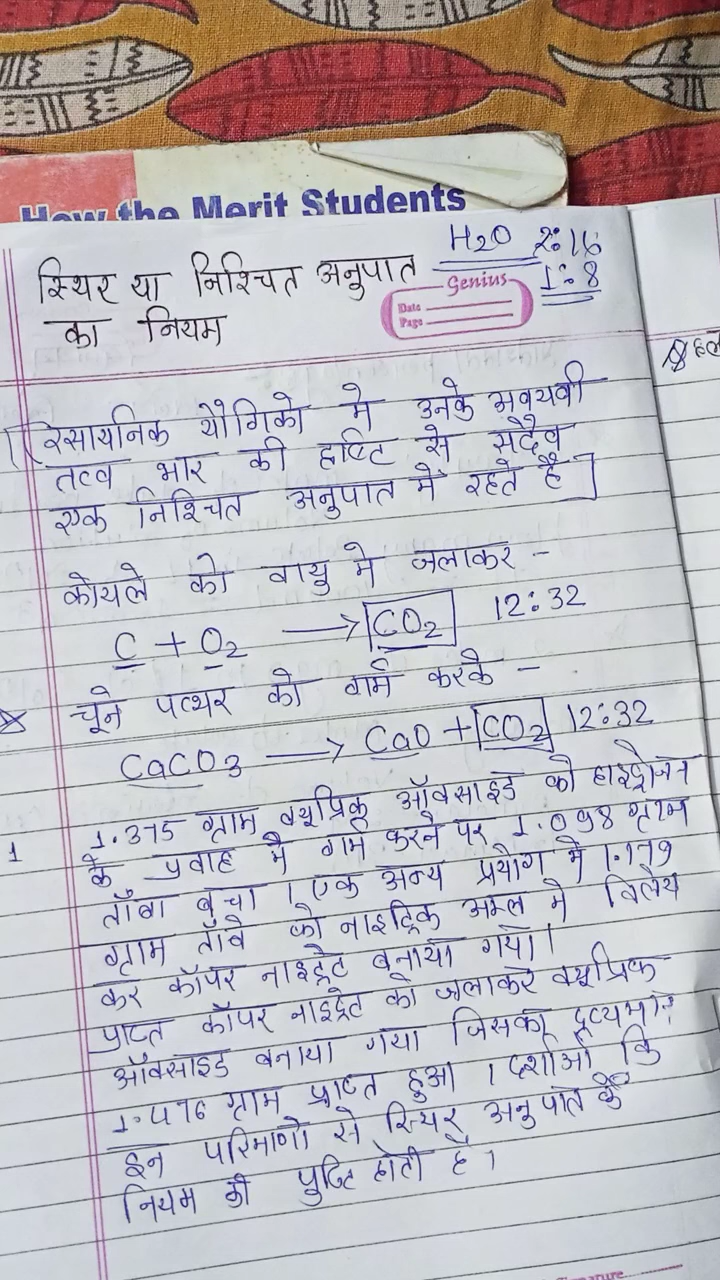 How the Merit Students
H2O 2:16
स्थिर या निश्चित अनुपात
1:8
का नियम
Genius
Date
Page
हल
रसायनिक यौगिको मे उनके अवयवी
तत्व भार की दृष्टि से सदैव
एक निश्चित अनुपात में रहते है
कोयले को वायु मे जलाकर -
C + O2 → CO2 12:32
चूने पत्थर को गर्म करके -
CaCO3 → CaO + CO2 12:32
1 1.375 ग्राम क्यूप्रिक ऑक्साइड को हाइड्रोजन
के प्रवाह मे गर्म करने पर 1.098 ग्राम
ताँबा बचा । एक अन्य प्रयोग मे 1.179
ग्राम ताँबे को नाइट्रिक अम्ल मे विलेय
कर कॉपर नाइट्रेट बनाया गया।
प्राप्त कॉपर नाइट्रेट को जलाकर क्यूप्रिक
ऑक्साइड बनाया गया जिसका द्रव्यमान
1.476 ग्राम प्राप्त हुआ । दर्शाओ कि
इन परिमाणो से स्थिर अनुपात के
नियम की पुष्टि होती है ।